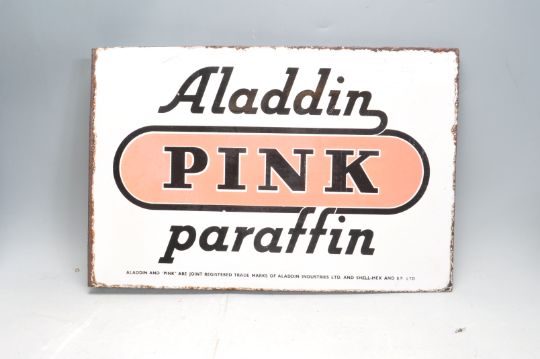 Aladdin
PINK
paraffin
ALADDIN AND 'PINK' ARE JOINT REGISTERED TRADE MARKS OF ALADDIN INDUSTRIES LTD. AND SHELL-MEX AND B.P. LTD